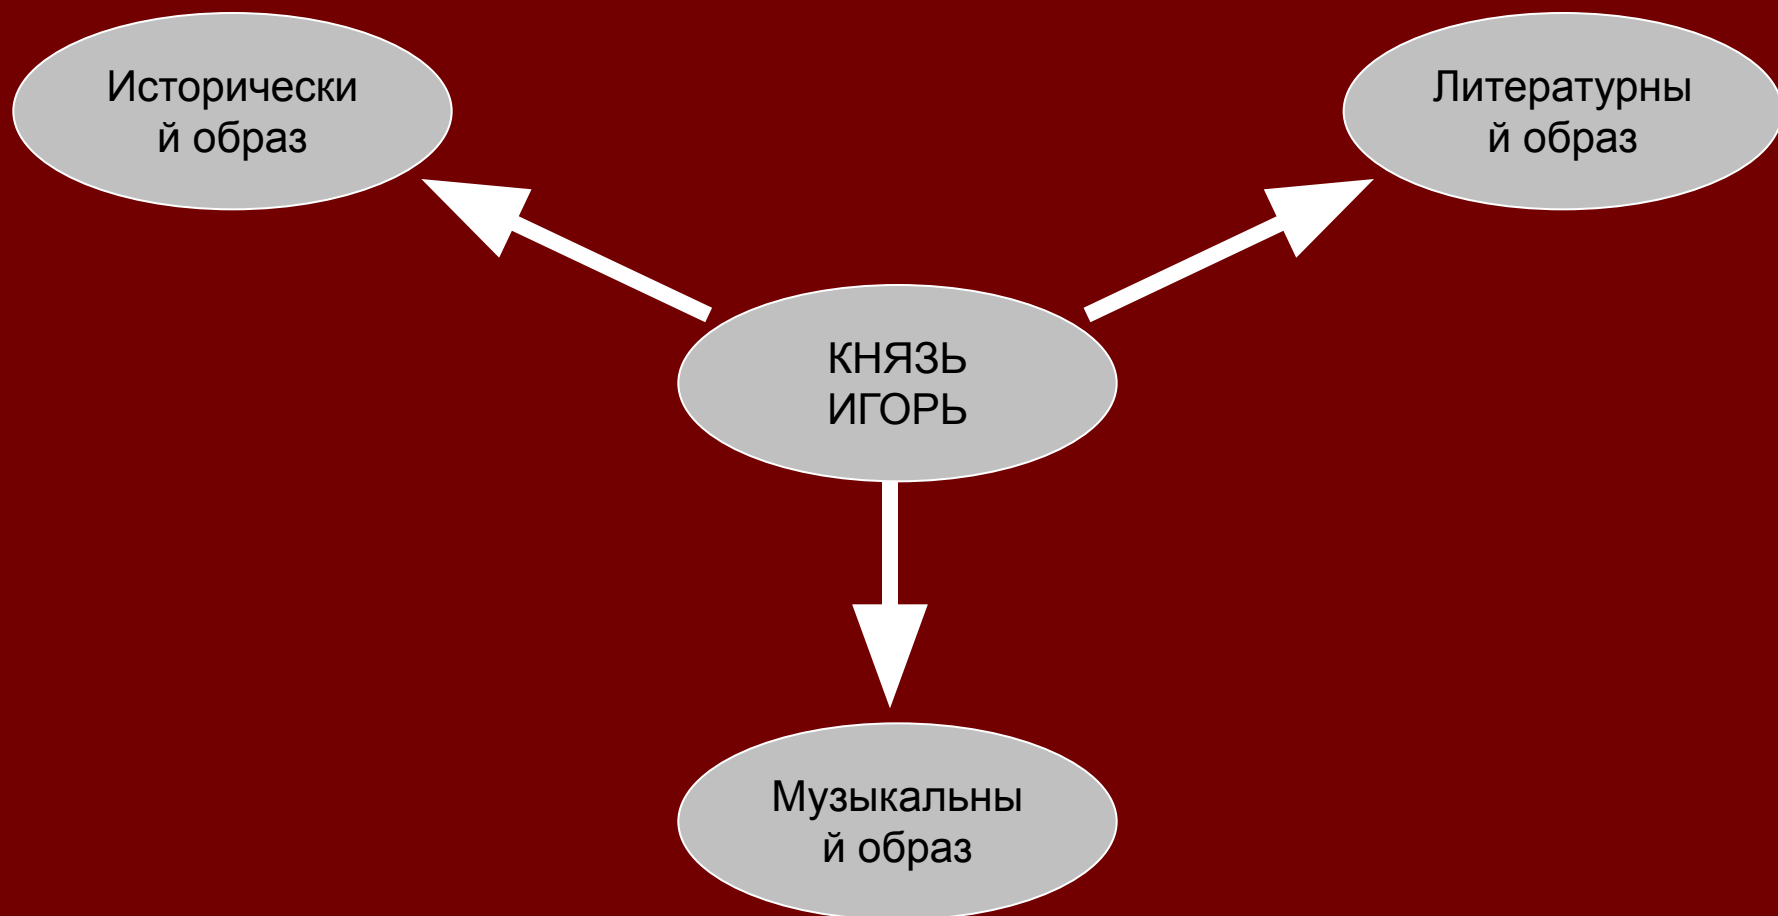 Исторически
й образ
Литературны
й образ
КНЯЗЬ
ИГОРЬ
Музыкальны
й образ